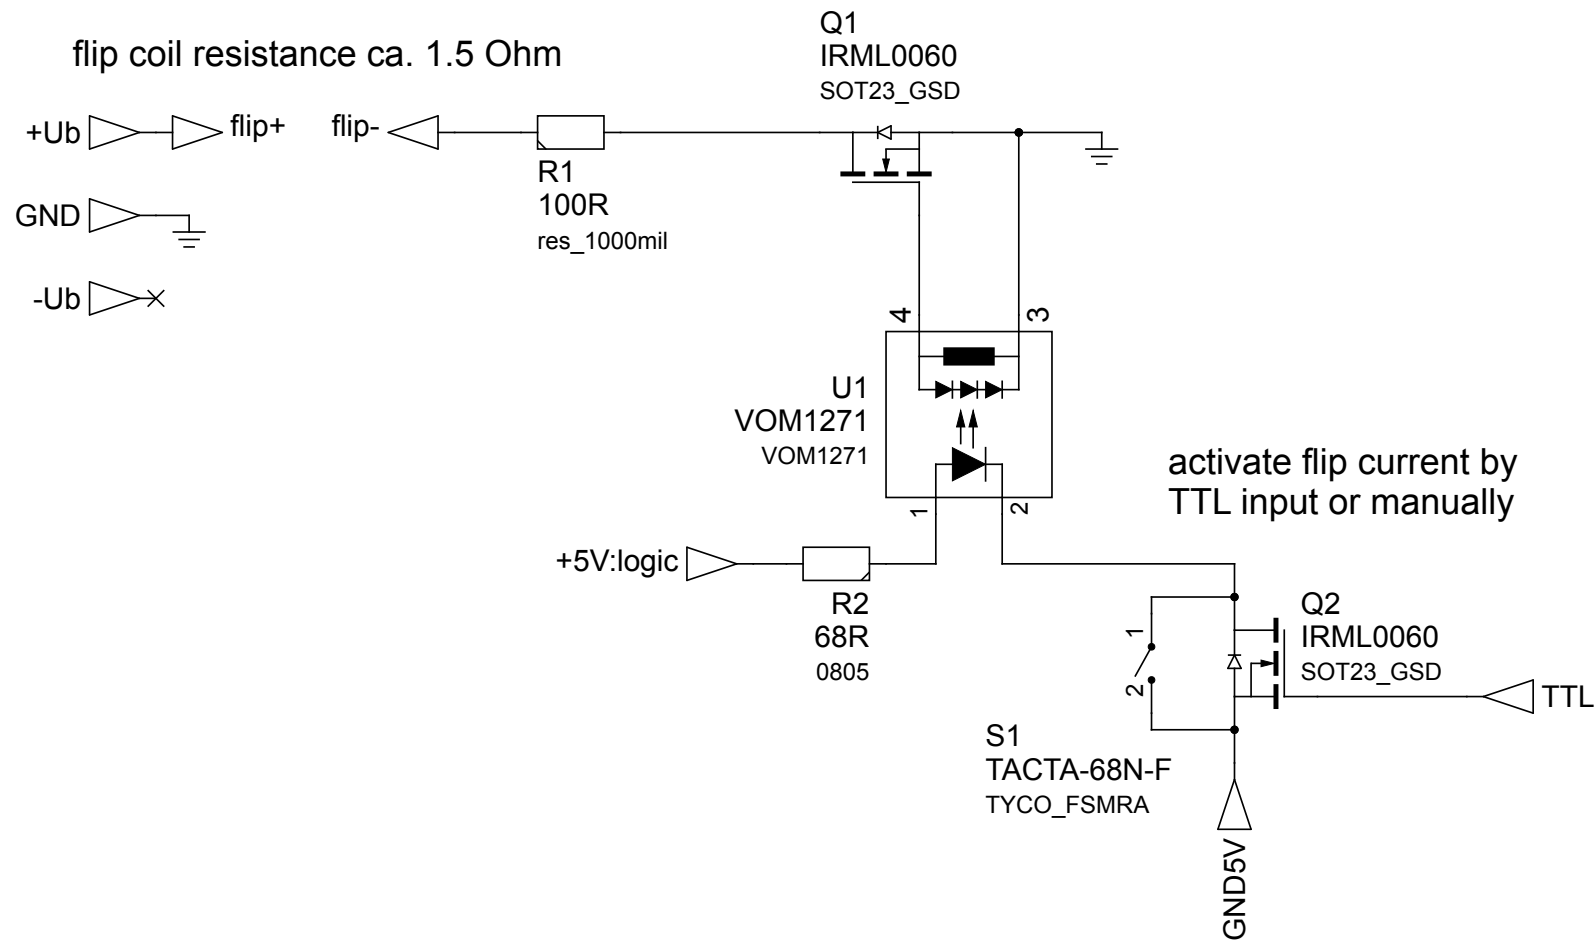 flip coil resistance ca. 1.5 Ohm
Q1
IRML0060
SOT23_GSD
+Ub
flip+
flip-
R1
100R
res_1000mil
GND
-Ub
4
3
U1
VOM1271
VOM1271
1
2
activate flip current by
TTL input or manually
+5V:logic
R2
68R
0805
1
2
Q2
IRML0060
SOT23_GSD
TTL
S1
TACTA-68N-F
TYCO_FSMRA
GND5V